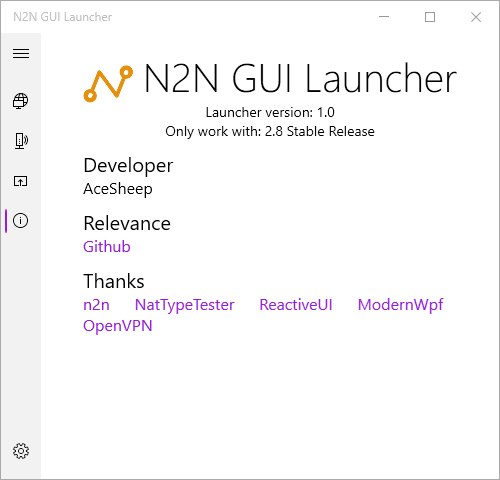 N2N GUI Launcher
N2N GUI Launcher
Launcher version: 1.0
Only work with: 2.8 Stable Release
Developer
AceSheep
Relevance
Github
Thanks
n2n NatTypeTester ReactiveUI ModernWpf
OpenVPN